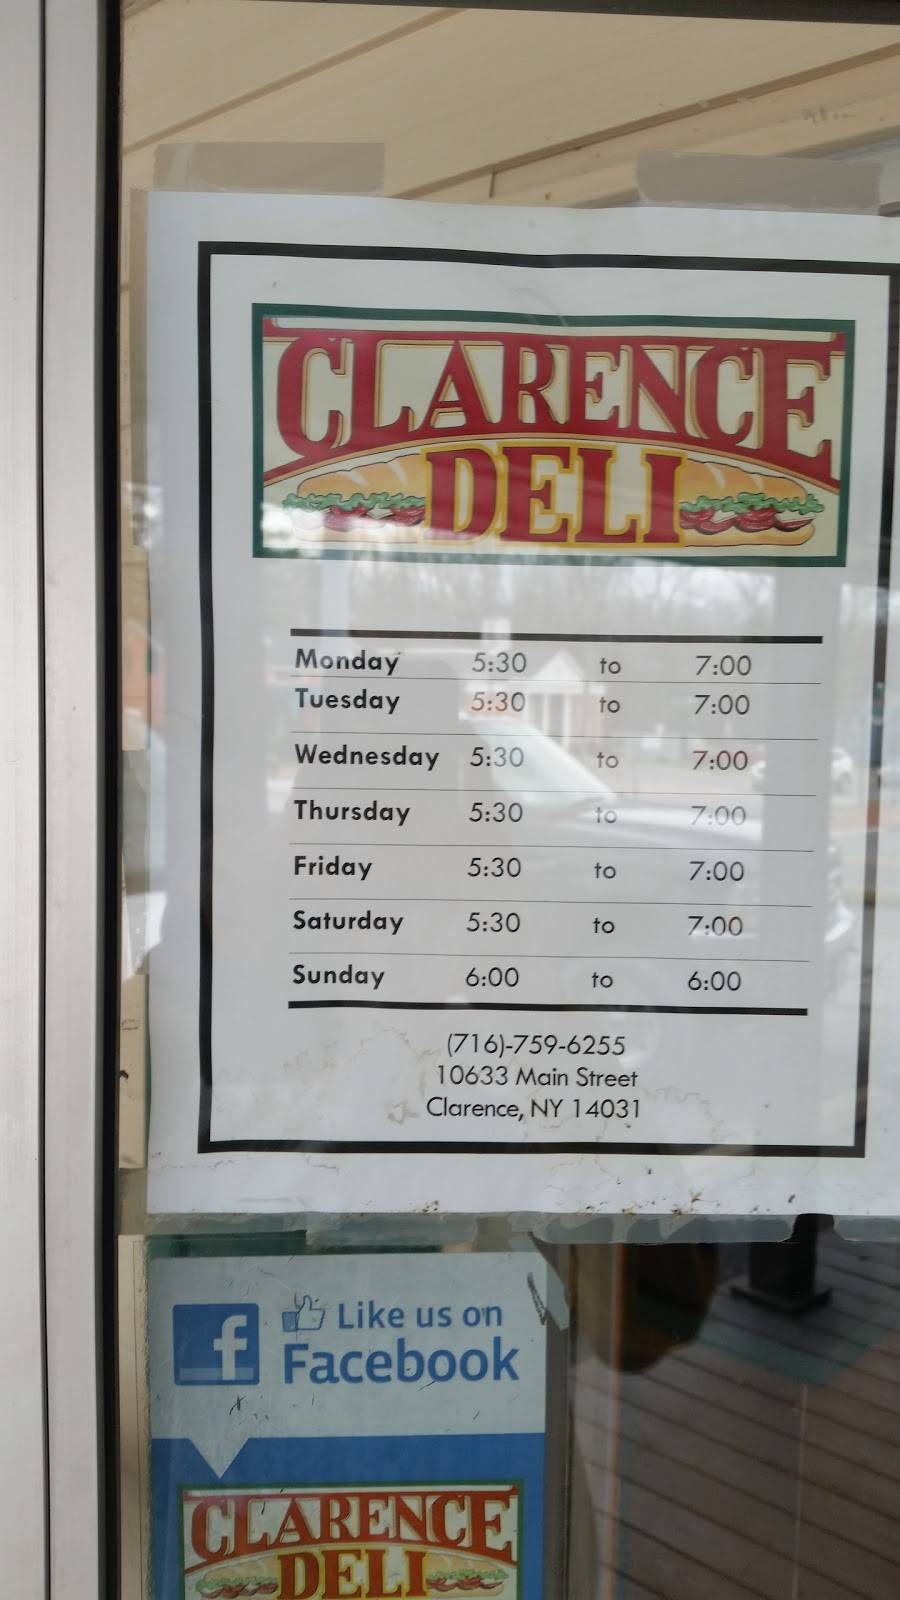 CLARENCE
DELI
Monday 5:30 to 7:00
Tuesday 5:30 to 7:00
Wednesday 5:30 to 7:00
Thursday 5:30 to 7:00
Friday 5:30 to 7:00
Saturday 5:30 to 7:00
Sunday 6:00 to 6:00
(716)-759-6255
10633 Main Street
Clarence, NY 14031
f Like us on
Facebook
CLARENCE
DELI